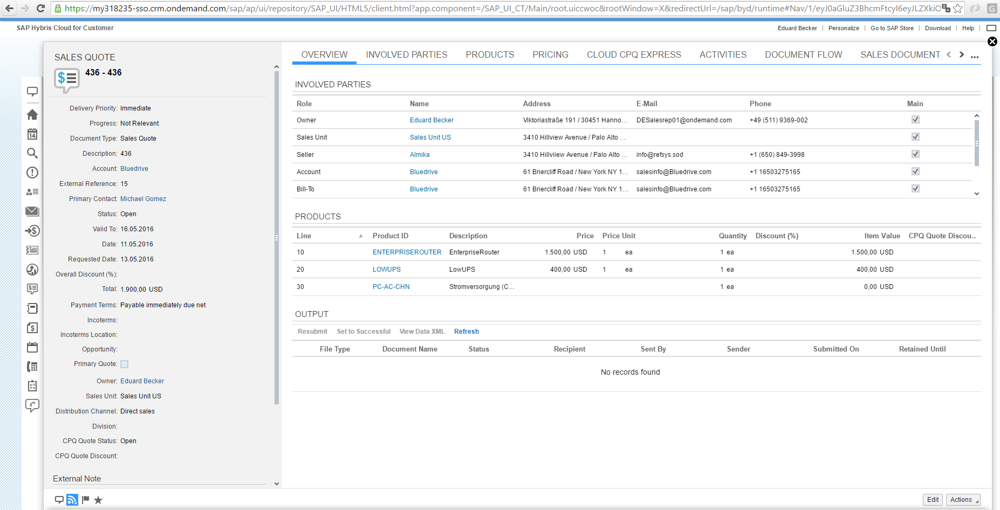 https://my318235-sso.crm.ondemand.com/sap/ap/ui/repository/SAP_UI/HTML5/client.html?app.component=/SAP_UI_CT/Main/root.uiccwoc&rootWindow=X&redirectUrl=/sap/byd/runtime#Nav/1/eyJ0aGluZ3BhcmFtcyI6eyJLZXkiO
SAP Hybris Cloud for Customer
Eduard Becker | Personalize | Go to SAP Store | Download | Help |
SALES QUOTE
436 - 436
Delivery Priority: Immediate
Progress: Not Relevant
Document Type: Sales Quote
Description: 436
Account: Bluedrive
External Reference: 15
Primary Contact: Michael Gomez
Status: Open
Valid To: 16.05.2016
Date: 11.05.2016
Requested Date: 13.05.2016
Overall Discount (%):
Total: 1.900,00 USD
Payment Terms: Payable immediately due net
Incoterms:
Incoterms Location:
Opportunity:
Primary Quote:
Owner: Eduard Becker
Sales Unit: Sales Unit US
Distribution Channel: Direct sales
Division:
CPQ Quote Status: Open
CPQ Quote Discount:
External Note
14
OVERVIEW INVOLVED PARTIES PRODUCTS PRICING CLOUD CPQ EXPRESS ACTIVITIES DOCUMENT FLOW SALES DOCUMENT < > ...
INVOLVED PARTIES
Role Name Address E-Mail Phone Main
Owner Eduard Becker Viktoriastraße 191 / 30451 Hanno... DESalesrep01@ondemand.com +49 (511) 9369-002
Sales Unit Sales Unit US 3410 Hillview Avenue / Palo Alto ...
Seller Almika 3410 Hillviiew Avenue / Palo Alto ... info@refsys.sod +1 (650) 849-3998
Account Bluedrive 61 Briercliff Road / New York NY 1... salesinfo@Bluedrive.com +1 16503275165
Bill-To Bluedrive 61 Briercliff Road / New York NY 1... salesinfo@Bluedrive.com +1 16503275165
PRODUCTS
Line Product ID Description Price Price Unit Quantity Discount (%) Item Value CPQ Quote Discou..
10 ENTERPRISEROUTER EnterpriseRouter 1.500,00 USD 1 ea 1 ea 1.500,00 USD
20 LOWUPS LowUPS 400,00 USD 1 ea 1 ea 400,00 USD
30 PC-AC-CHN Stromversorgung (C... 1 ea 0,00 USD
OUTPUT
Resubmit Set to Successful View Data XML Refresh
File Type Document Name Status Recipient Sent By Sender Submitted On Retained Until
No records found
Edit Actions